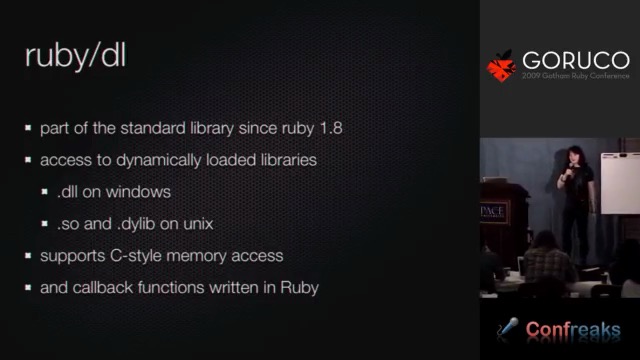 ruby/dl
part of the standard library since ruby 1.8
access to dynamically loaded libraries
.dll on windows
.so and .dylib on unix
supports C-style memory access
and callback functions written in Ruby
GORUCO
2009 Gotham Ruby Conference
PACE
Confreaks